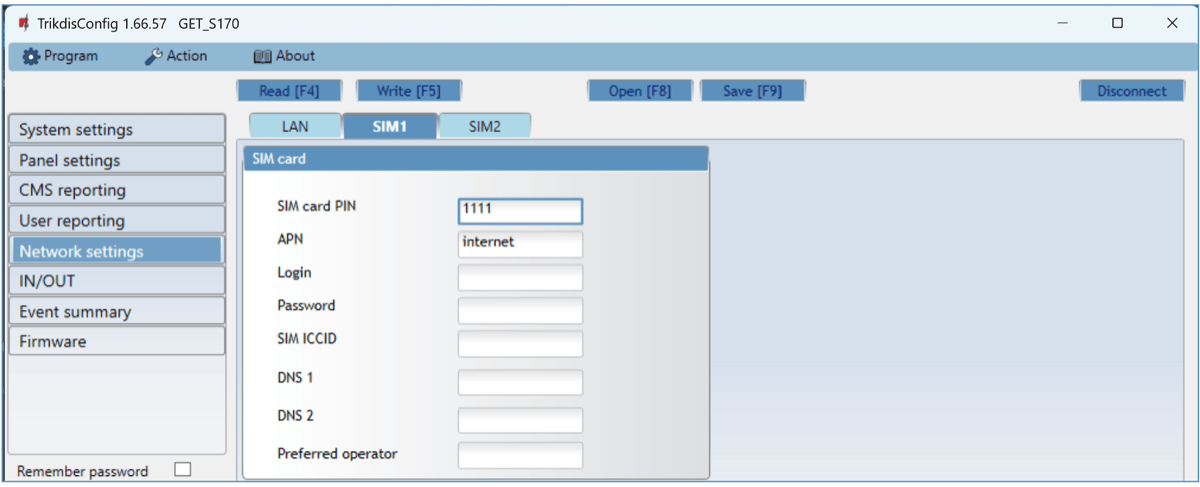 TrikdisConfig 1.66.57 GET_S170
Program Action About
Read [F4] Write [F5] Open [F8] Save [F9] Disconnect
LAN SIM1 SIM2
System settings
Panel settings
CMS reporting
User reporting
Network settings
IN/OUT
Event summary
Firmware
Remember password
SIM card
SIM card PIN 1111
APN internet
Login
Password
SIM ICCID
DNS 1
DNS 2
Preferred operator